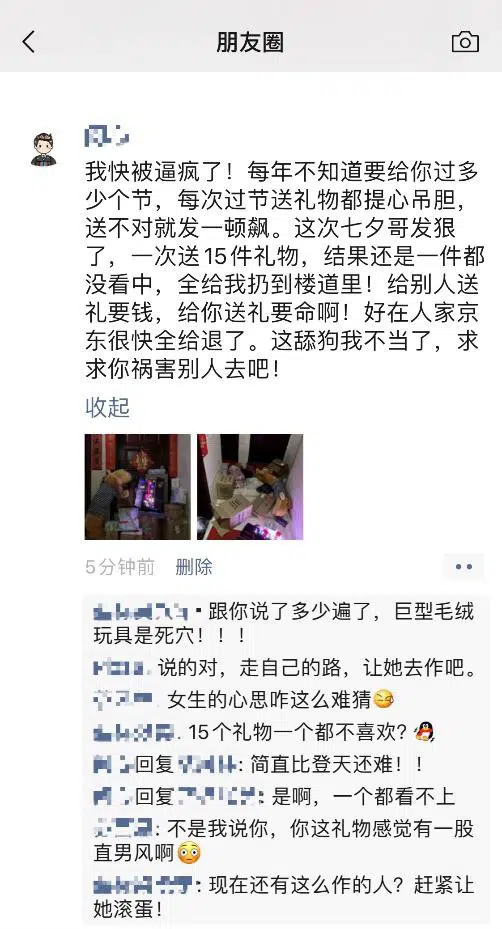 朋友圈
我快被逼疯了！每年不知道要给你过多
少个节，每次过节送礼物都提心吊胆，
送不对就发一顿飙。这次七夕哥发狠
了，一次送15件礼物，结果还是一件都
没看中，全给我扔到楼道里！给别人送
礼要钱，给你送礼要命啊！好在人家京
东很快全给退了。这舔狗我不当了，求
求你祸害别人去吧！
收起
5分钟前 删除
跟你说了多少遍了，巨型毛绒
玩具是死穴！！！
说的对，走自己的路，让她去作吧。
女生的心思咋这么难猜
15个礼物一个都不喜欢?
回复 : 简直比登天还难！！
回复 : 是啊，一个都看不上
: 不是我说你，你这礼物感觉有一股
直男风啊
: 现在还有这么作的人？赶紧让
她滚蛋！